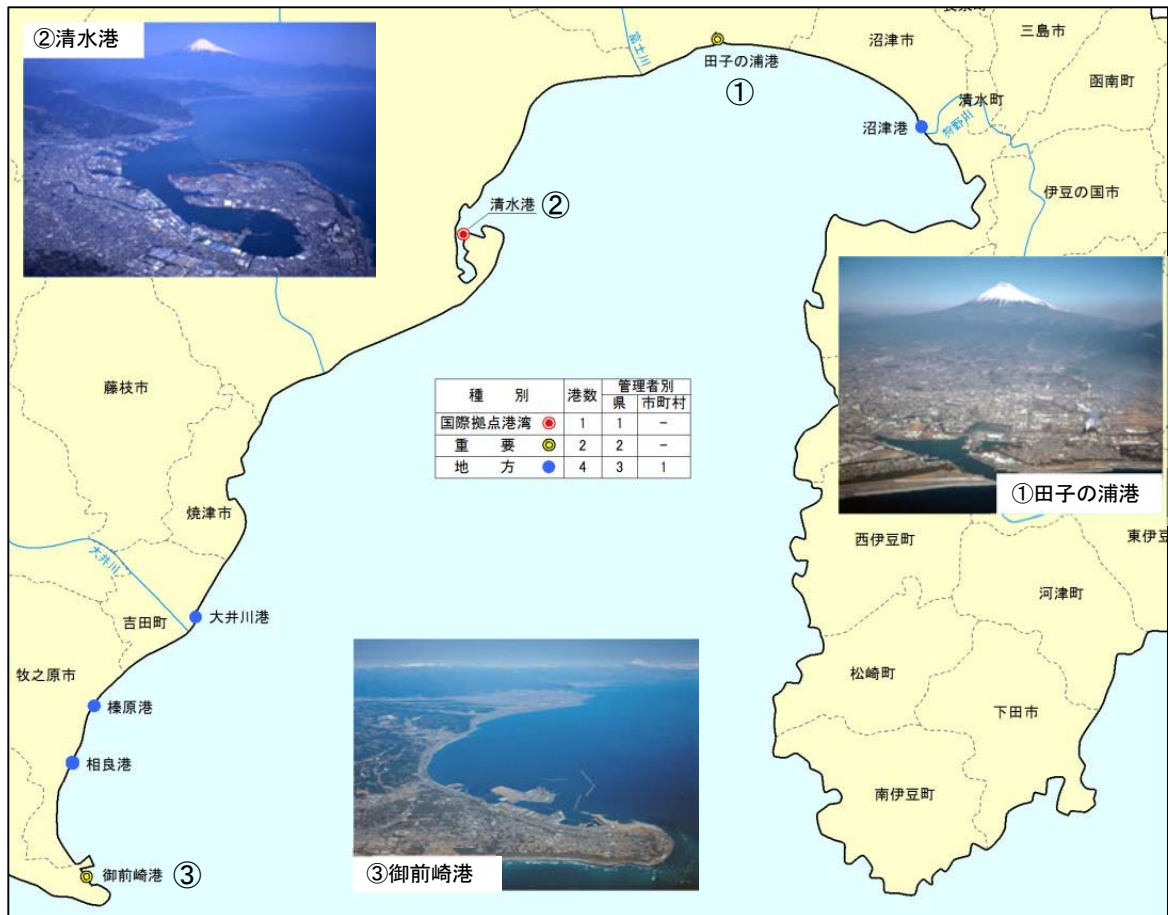 ②清水港
富士川
田子の浦港
①
沼津市
三島市
函南町
清水町
狩野川
沼津港
伊豆の国市
清水港 ②
藤枝市
種 別 港数 管理者別
県 市町村
国際拠点港湾 1 1 −
重 要 2 2 −
地 方 4 3 1
①田子の浦港
焼津市
大井川
吉田町
大井川港
西伊豆町
東伊豆
河津町
牧之原市
榛原港
松崎町
下田市
相良港
南伊豆町
御前崎港 ③
③御前崎港